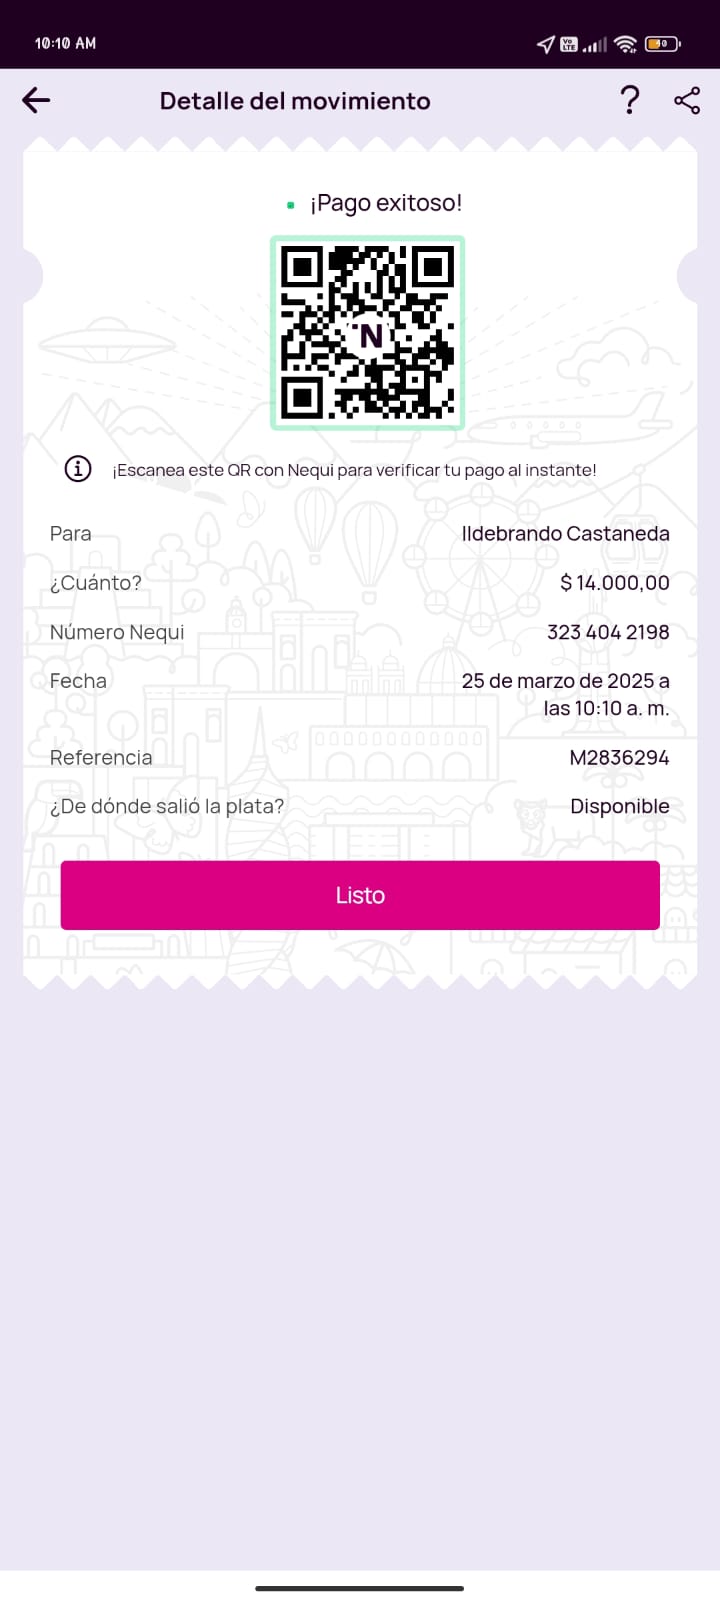 10:10 AM
Vo LTE
Detalle del movimiento
¡Pago exitoso!
N
¡Escanea este QR con Nequi para verificar tu pago al instante!
Para Ildebrando Castaneda
¿Cuánto? $ 14.000,00
Número Nequi 323 404 2198
Fecha 25 de marzo de 2025 a
las 10:10 a. m.
Referencia M2836294
¿De dónde salió la plata? Disponible
Listo